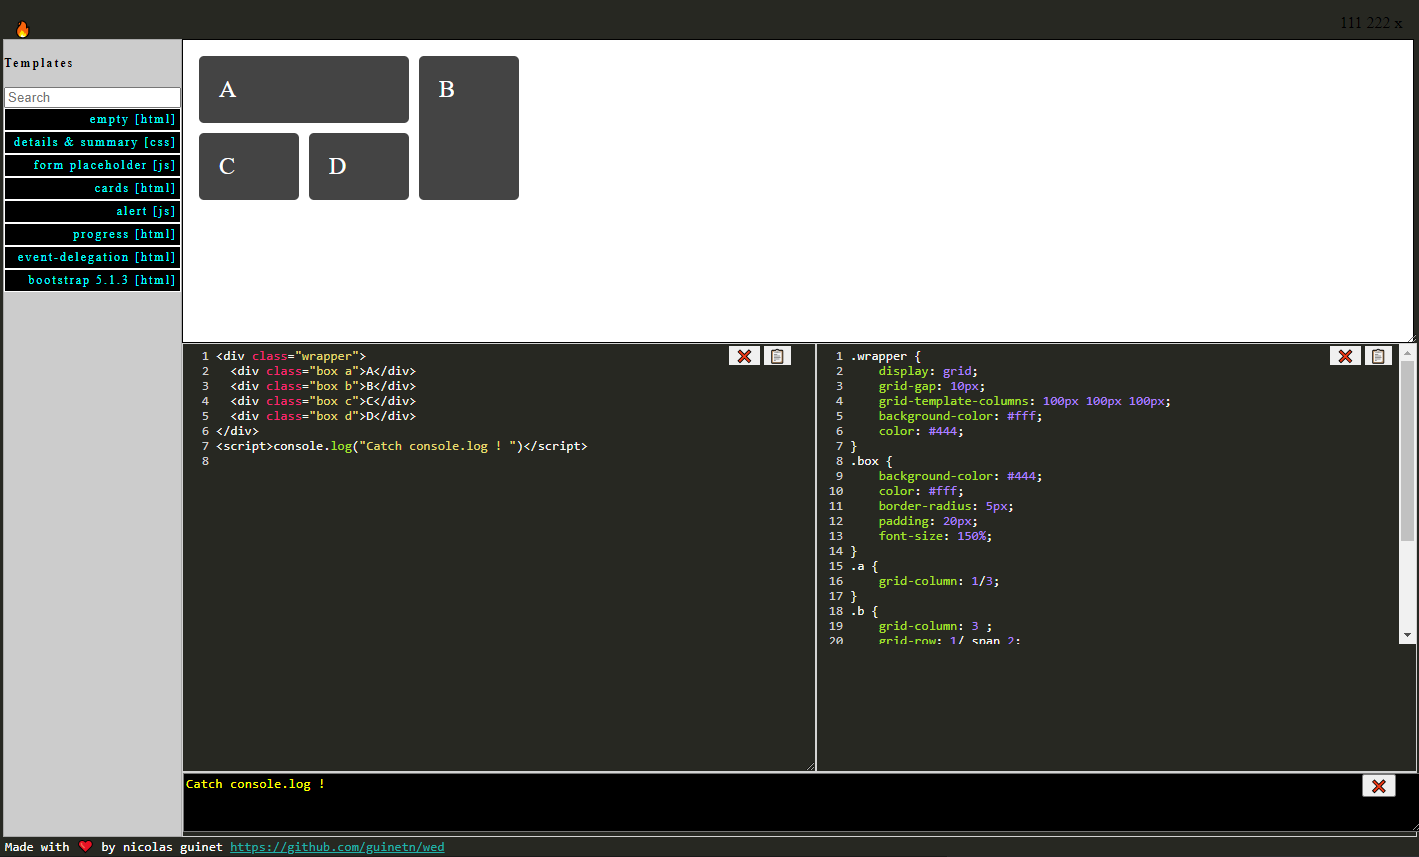 111 222 x
Templates
Search
empty [html]
details & summary [css]
form placeholder [js]
cards [html]
alert [js]
progress [html]
event-delegation [html]
bootstrap 5.1.3 [html]
A
B
C
D
1 <div class="wrapper">
2 <div class="box a">A</div>
3 <div class="box b">B</div>
4 <div class="box c">C</div>
5 <div class="box d">D</div>
6 </div>
7 <script>console.log("Catch console.log ! ")</script>
8
1 .wrapper {
2 display: grid;
3 grid-gap: 10px;
4 grid-template-columns: 100px 100px 100px;
5 background-color: #fff;
6 color: #444;
7 }
8 .box {
9 background-color: #444;
10 color: #fff;
11 border-radius: 5px;
12 padding: 20px;
13 font-size: 150%;
14 }
15 .a {
16 grid-column: 1/3;
17 }
18 .b {
19 grid-column: 3 ;
20 grid-row: 1/ span 2;
Catch console.log !
Made with ❤ by nicolas guinet https://github.com/guinetn/wed